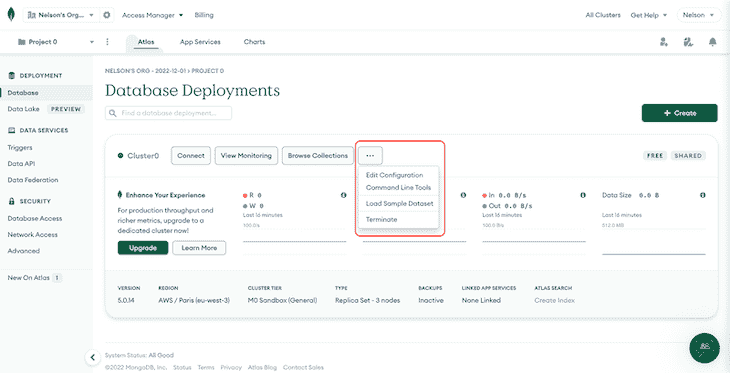 Nelson's Org...
Access Manager
Billing
All Clusters
Get Help
Nelson
Project 0
Atlas
App Services
Charts
DEPLOYMENT
Database
Data Lake
PREVIEW
DATA SERVICES
Triggers
Data API
Data Federation
SECURITY
Database Access
Network Access
Advanced
New On Atlas 1
NELSON'S ORG - 2022-12-01 > PROJECT 0
Database Deployments
Find a database deployment...
+ Create
Cluster0
Connect
View Monitoring
Browse Collections
...
FREE
SHARED
Edit Configuration
Command Line Tools
Load Sample Dataset
Terminate
Enhance Your Experience
For production throughput and
richer metrics, upgrade to a
dedicated cluster now!
Upgrade
Learn More
R 0
W 0
Last 16 minutes
100.0/s
In 0.0 B/s
Out 0.0 B/s
Last 16 minutes
100.0 B/s
Data Size 0.0 B
Last 16 minutes
512.0 MB
VERSION
5.0.14
REGION
AWS / Paris (eu-west-3)
CLUSTER TIER
M0 Sandbox (General)
TYPE
Replica Set - 3 nodes
BACKUPS
Inactive
LINKED APP SERVICES
None Linked
ATLAS SEARCH
Create Index
System Status: All Good
©2022 MongoDB, Inc. Status Terms Privacy Atlas Blog Contact Sales